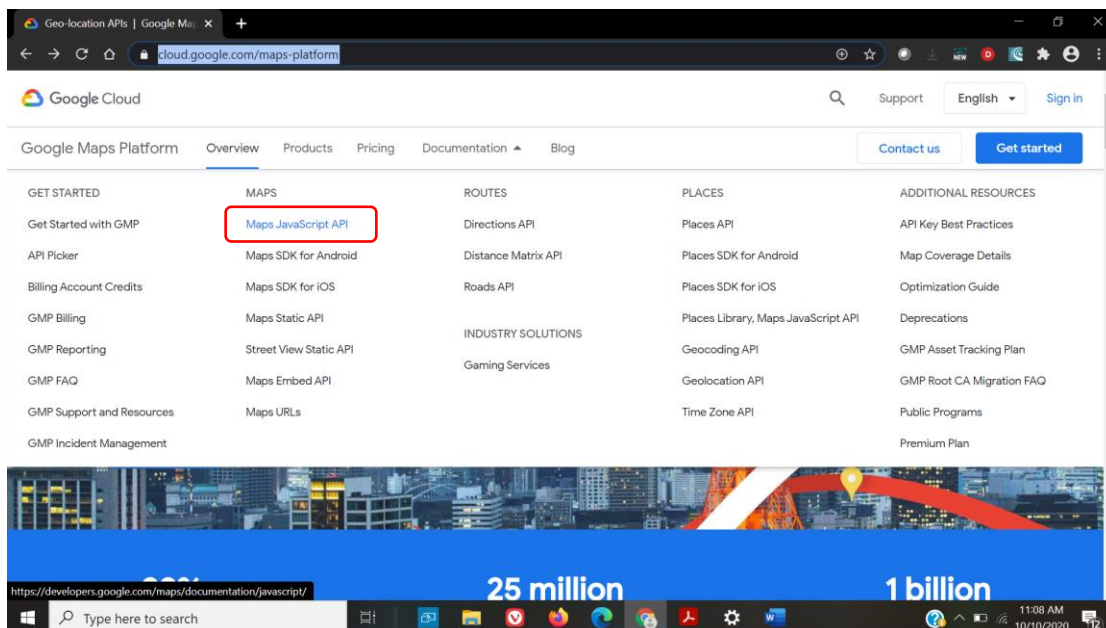 Geo-location APIs | Google Map
cloud.google.com/maps-platform
NEW
Google Cloud
Support
English
Sign in
Google Maps Platform
Overview
Products
Pricing
Documentation
Blog
Contact us
Get started
GET STARTED
Get Started with GMP
API Picker
Billing Account Credits
GMP Billing
GMP Reporting
GMP FAQ
GMP Support and Resources
GMP Incident Management
MAPS
Maps JavaScript API
Maps SDK for Android
Maps SDK for iOS
Maps Static API
Street View Static API
Maps Embed API
Maps URLs
ROUTES
Directions API
Distance Matrix API
Roads API
INDUSTRY SOLUTIONS
Gaming Services
PLACES
Places API
Places SDK for Android
Places SDK for iOS
Places Library, Maps JavaScript API
Geocoding API
Geolocation API
Time Zone API
ADDITIONAL RESOURCES
API Key Best Practices
Map Coverage Details
Optimization Guide
Deprecations
GMP Asset Tracking Plan
GMP Root CA Migration FAQ
Public Programs
Premium Plan
25 million
1 billion
https://developers.google.com/maps/documentation/javascript/
Type here to search
11:08 AM
10/10/2020
12